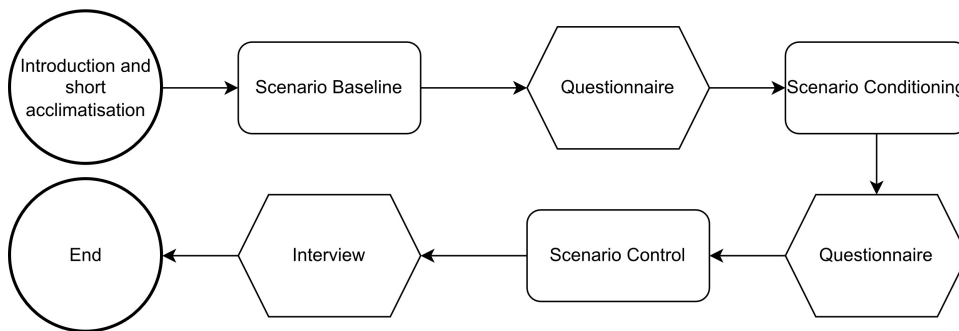 Introduction and
short
acclimatisation
Scenario Baseline
Questionnaire
Scenario Conditioning
End
Interview
Scenario Control
Questionnaire